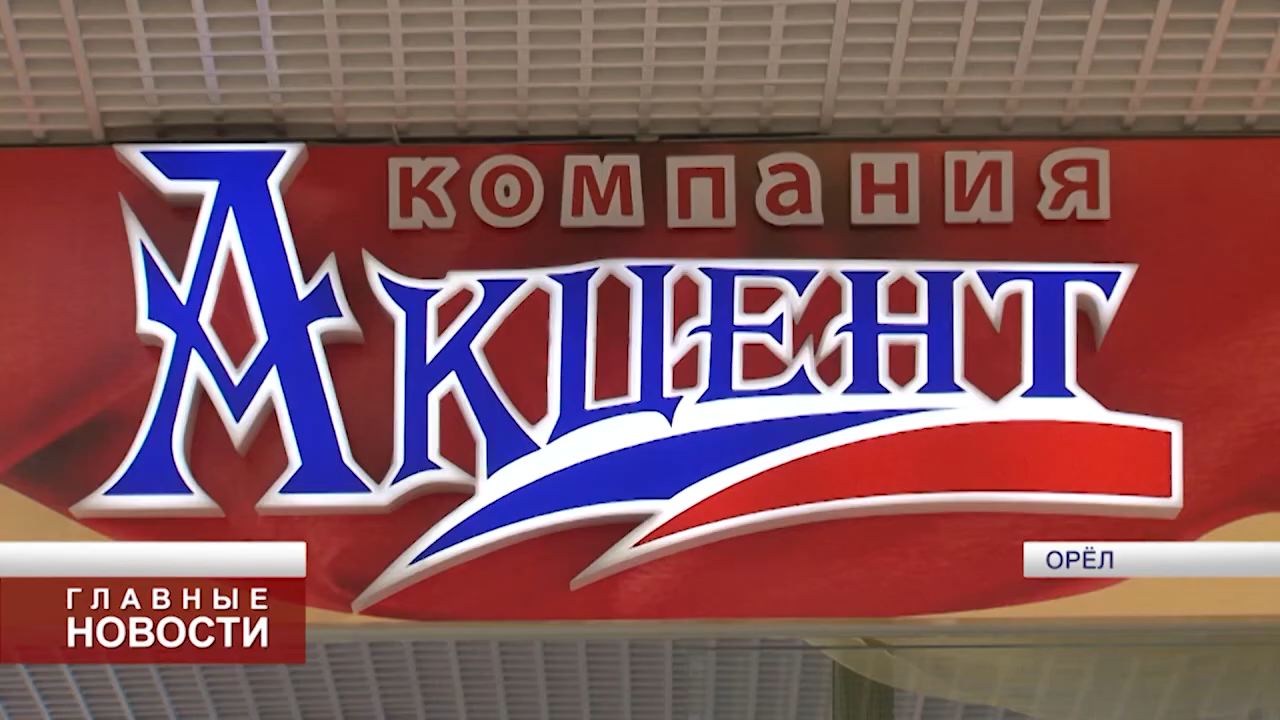 компания
Акцент
ОРЁЛ
ГЛАВНЫЕ
НОВОСТИ